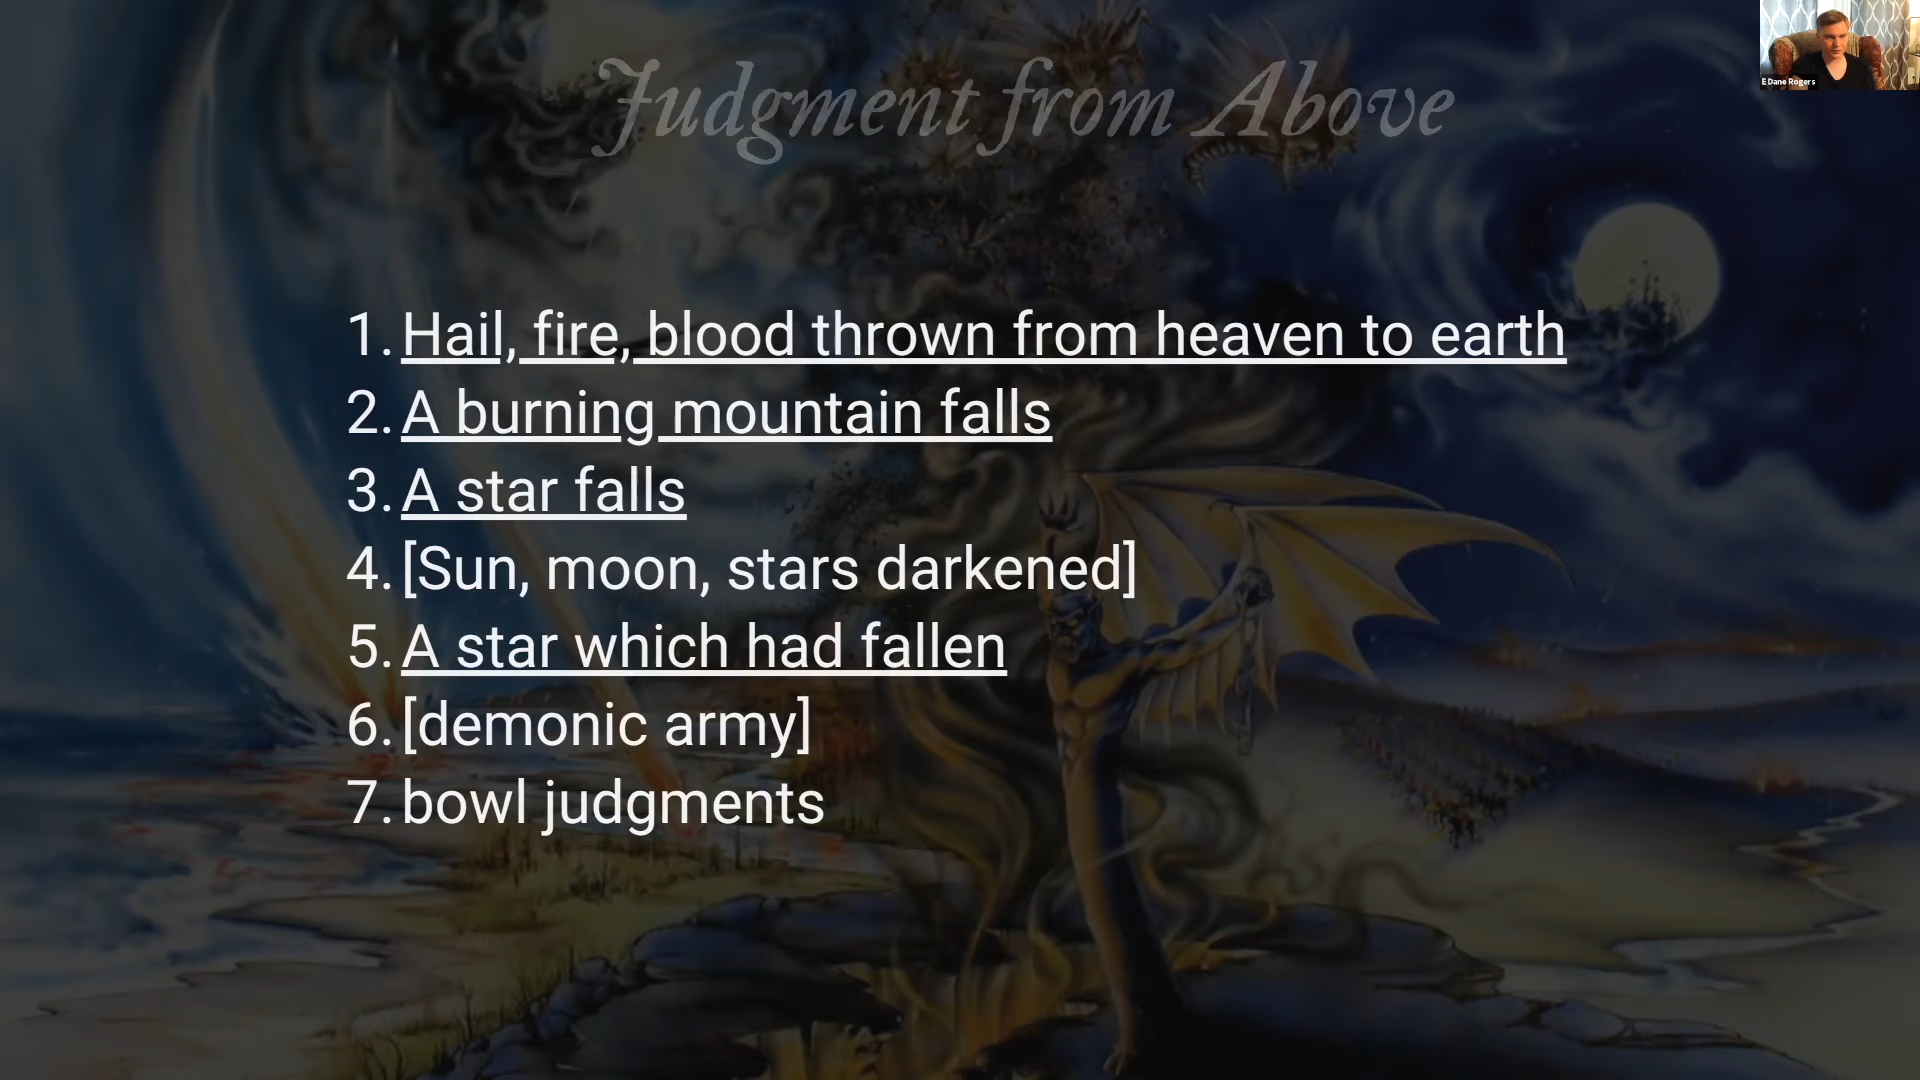 Judgment from Above
E Dane Rogers
1. Hail, fire, blood thrown from heaven to earth
2. A burning mountain falls
3. A star falls
4. [Sun, moon, stars darkened]
5. A star which had fallen
6. [demonic army]
7. bowl judgments